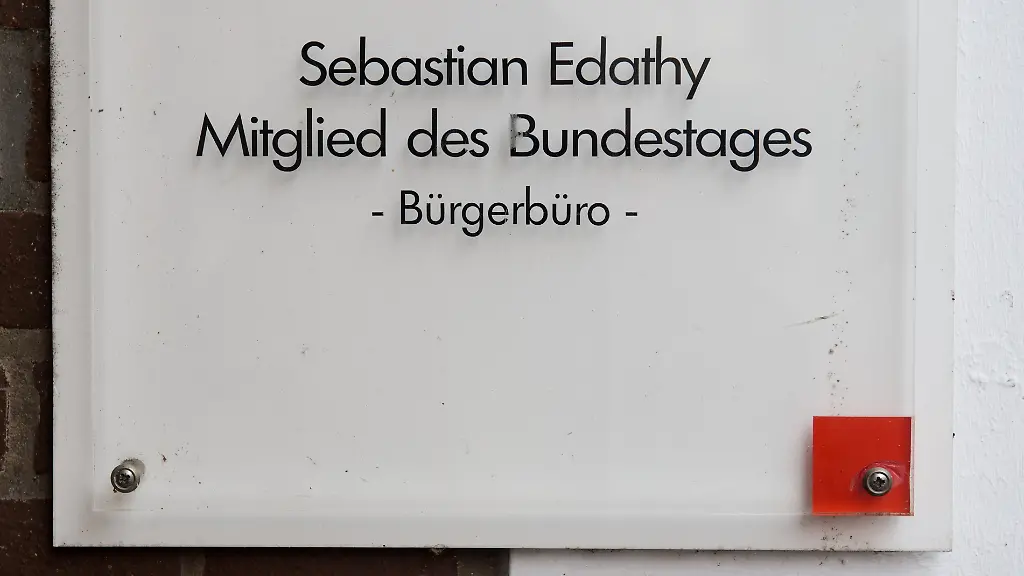 Sebastian Edathy
Mitglied des Bundestages
- Bürgerbüro -